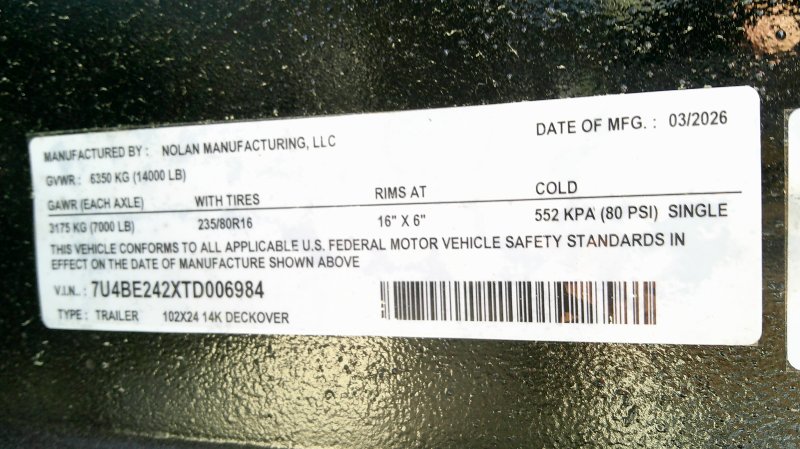 MANUFACTURED BY : NOLAN MANUFACTURING, LLC DATE OF MFG. : 03/2026
GVWR : 6350 KG (14000 LB)
GAWR (EACH AXLE) WITH TIRES RIMS AT COLD
3175 KG (7000 LB) 235/80R16 16" X 6" 552 KPA (80 PSI) SINGLE
THIS VEHICLE CONFORMS TO ALL APPLICABLE U.S. FEDERAL MOTOR VEHICLE SAFETY STANDARDS IN
EFFECT ON THE DATE OF MANUFACTURE SHOWN ABOVE
V.I.N. : 7U4BE242XTD006984
TYPE : TRAILER 102X24 14K DECKOVER